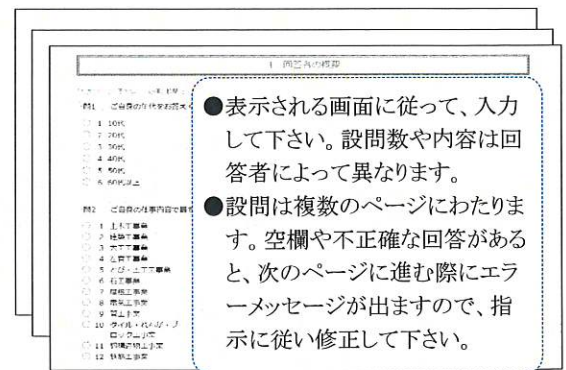 1 回答者の概要
問1 ご自身の年代をお答えく
1 10代
2 20代
3 30代
4 40代
5 50代
6 60代以上
問2 ご自身の仕事内容で最も
1 土木工事業
2 建築工事業
3 大工工事業
4 左官工事業
5 とび・土工工事業
6 石工事業
7 屋根工事業
8 電気工事業
9 管工事業
10 タイル・れんが・ブ
ロック工事業
11 鋼構造物工事業
12 鉄筋工事業
●表示される画面に従って、入力
して下さい。設問数や内容は回
答者によって異なります。
●設問は複数のページにわたりま
す。空欄や不正確な回答がある
と、次のページに進む際にエラ
ーメッセージが出ますので、指
示に従い修正して下さい。